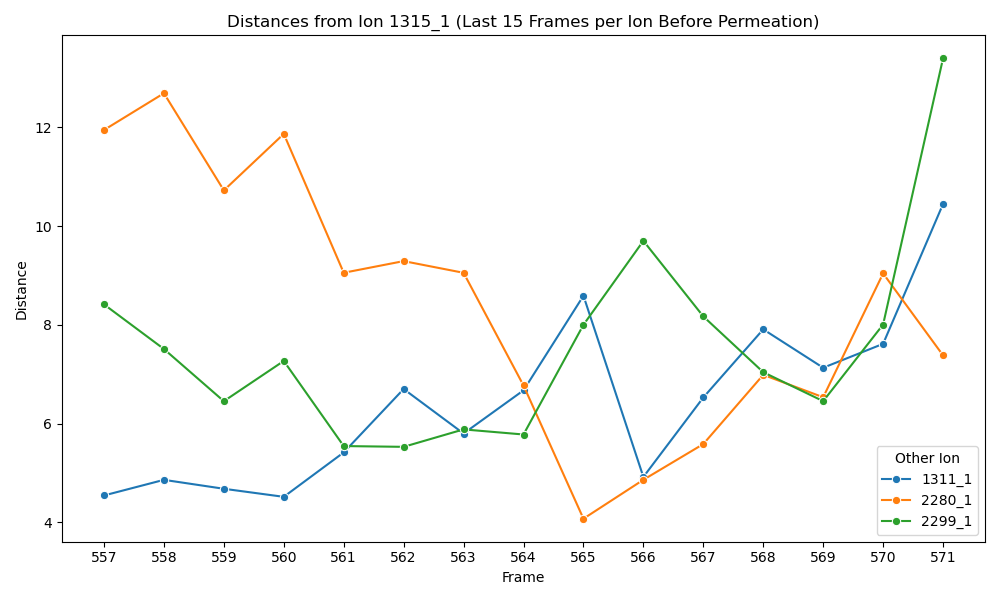 Distances from Ion 1315_1 (Last 15 Frames per Ion Before Permeation)
Distance
12
10
8
6
4
557 558 559 560 561 562 563 564 565 566 567 568 569 570 571
Frame
Other Ion
1311_1
2280_1
2299_1